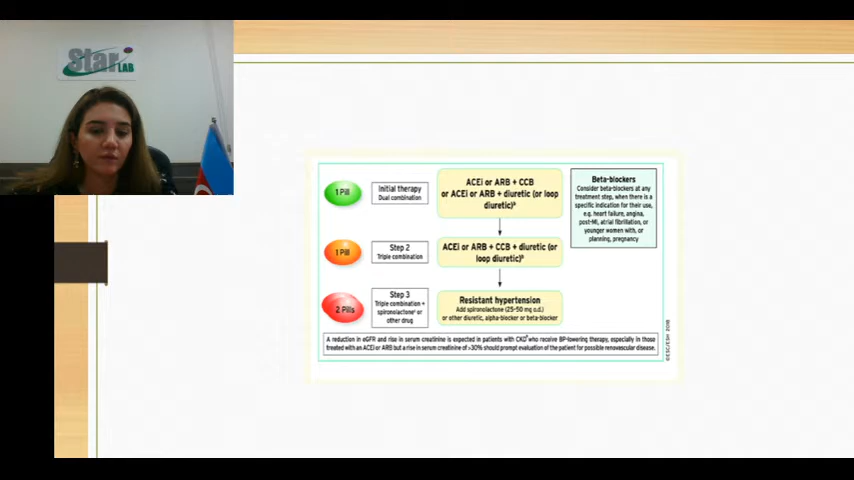 Star LAB
1 Pill
Initial therapy
Dual combination
ACEi or ARB + CCB
or ACEi or ARB + diuretic (or loop
diuretic)ᵃ
Beta-blockers
Consider beta-blockers at any
treatment step, when there is a
specific indication for their use,
e.g. heart failure, angina,
post-MI, atrial fibrillation, or
younger women with, or
planning, pregnancy
1 Pill
Step 2
Triple combination
ACEi or ARB + CCB + diuretic (or
loop diuretic)ᵇ
2 Pills
Step 3
Triple combination +
spironolactoneᶜ or
other drug
Resistant hypertension
Add spironolactone (25–50 mg o.d.)
or other diuretic, alpha-blocker or beta-blocker
A reduction in eGFR and rise in serum creatinine is expected in patients with CKD who receive BP-lowering therapy, especially in those
treated with an ACEi or ARB but a rise in serum creatinine of >30% should prompt evaluation of the patient for possible renovascular disease.
©ESC/ESH 2018